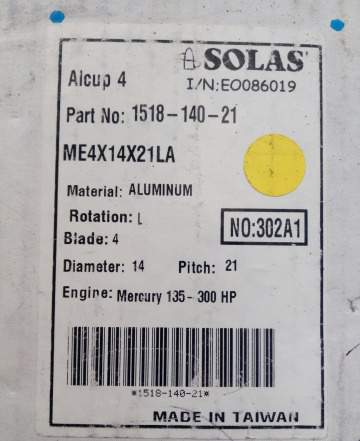 SOLAS
Alcup 4
I/N:EO086019
Part No: 1518-140-21
ME4X14X21LA
Material: ALUMINUM
Rotation: L
NO:302A1
Blade: 4
Diameter: 14 Pitch: 21
Engine: Mercury 135-300 HP
*1518-140-21*
MADE IN TAIWAN